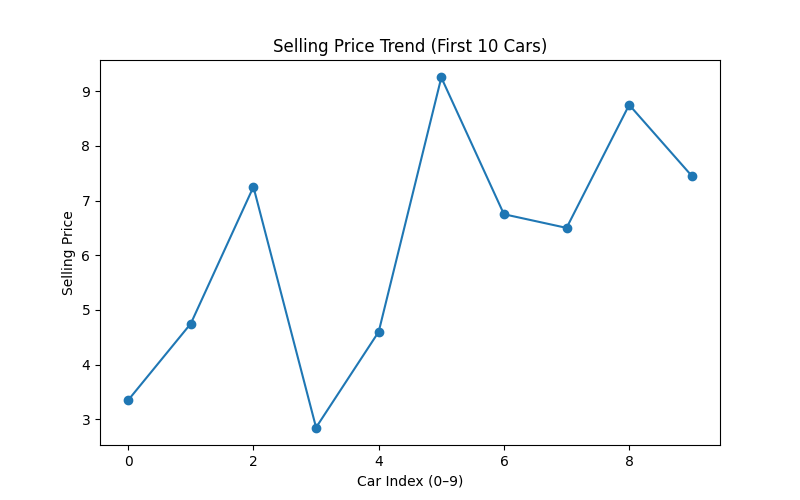 Selling Price Trend (First 10 Cars)
Selling Price
9
8
7
6
5
4
3
0 2 4 6 8
Car Index (0–9)